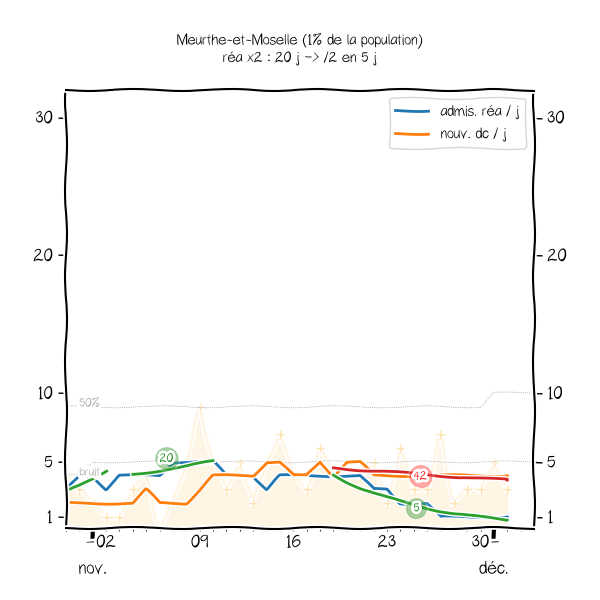 Meurthe-et-Moselle (1% de la population)
réa x2 : 20 j -> /2 en 5 j
admis. réa / j
nouv. dc / j
30
30
20
20
10
10
50%
5
5
bruit
20
42
5
1
1
02
09
16
23
30
nov.
déc.